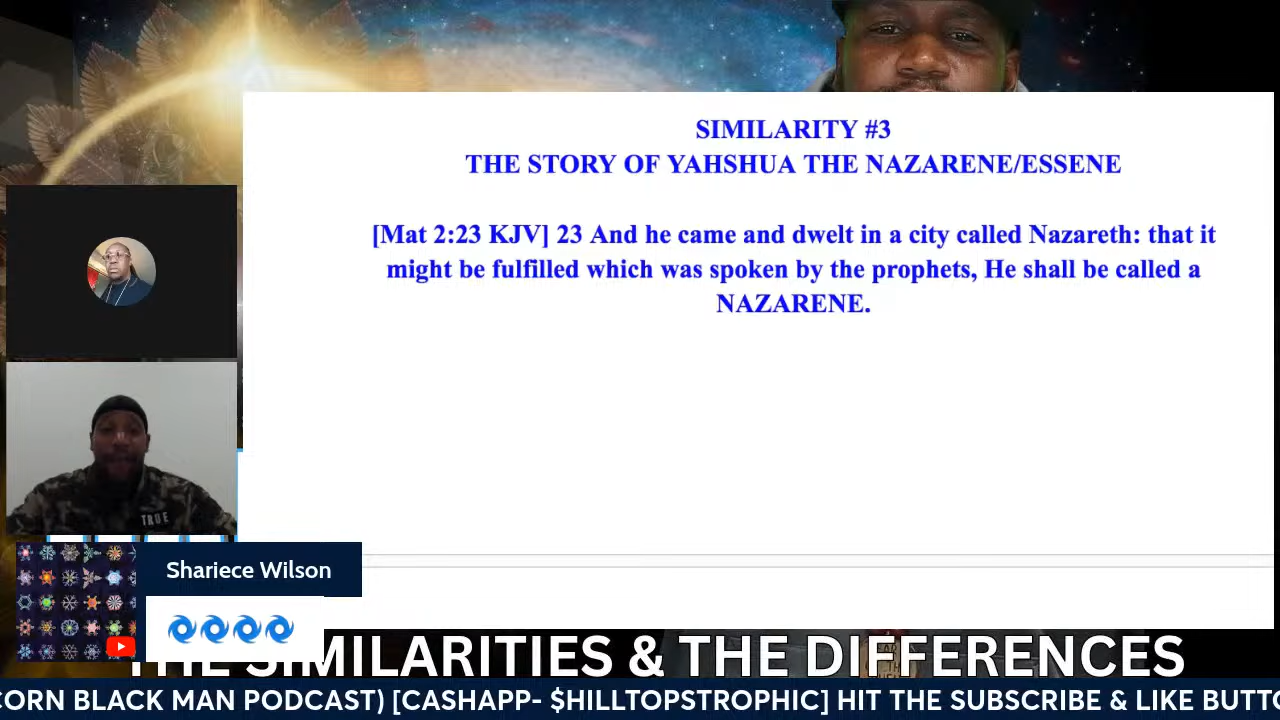 SIMILARITY #3
THE STORY OF YAHSHUA THE NAZARENE/ESSENE
[Mat 2:23 KJV] 23 And he came and dwelt in a city called Nazareth: that it
might be fulfilled which was spoken by the prophets, He shall be called a
NAZARENE.
TRUE
Shariece Wilson
THE SIMILARITIES & THE DIFFERENCES
CORN BLACK MAN PODCAST) [CASHAPP- $HILLTOPSTROPHIC] HIT THE SUBSCRIBE & LIKE